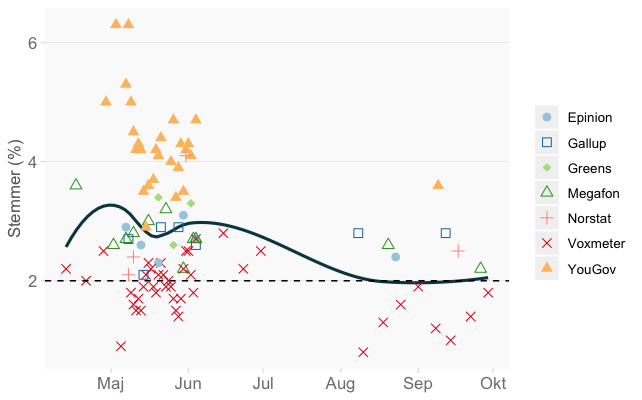 6
4
2
Stemmer (%)
Maj Jun Jul Aug Sep Okt
Epinion
Gallup
Greens
Megafon
Norstat
Voxmeter
YouGov